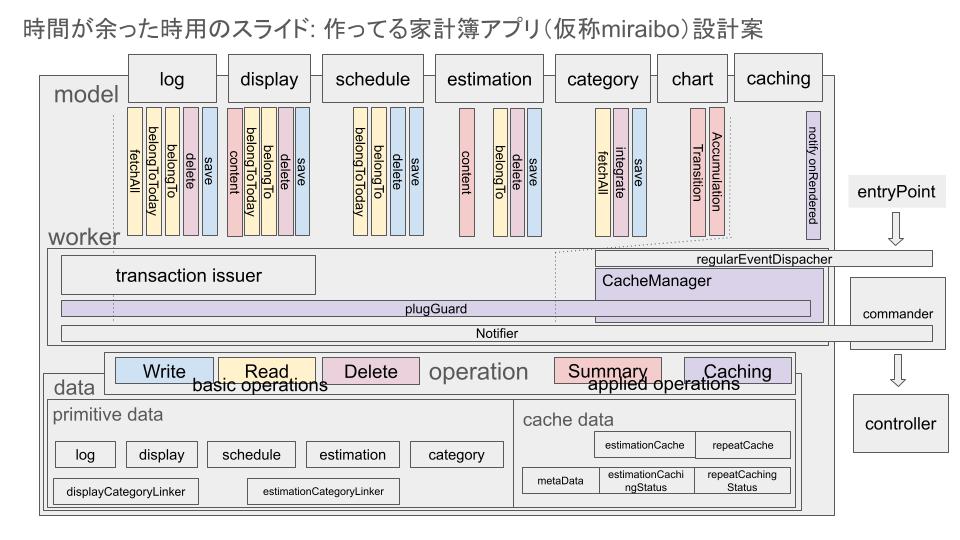 時間が余った時用のスライド: 作ってる家計簿アプリ(仮称miraibo)設計案
log
display
schedule
estimation
category
chart
caching
model
fetchAll
belongToToday
belongTo
delete
save
content
belongToToday
belongTo
delete
save
belongToToday
belongTo
delete
save
content
belongTo
delete
save
fetchAll
integrate
save
Transition
Accumulation
notify onRendered
entryPoint
worker
regularEventDispacher
transaction issuer
CacheManager
plugGuard
commander
Notifier
Write
Read
Delete
operation
Summary
Caching
basic operations
applied operations
data
primitive data
cache data
controller
estimationCache
repeatCache
log
display
schedule
estimation
category
metaData
estimationCachi
ngStatus
repeatCaching
Status
displayCategoryLinker
estimationCategoryLinker